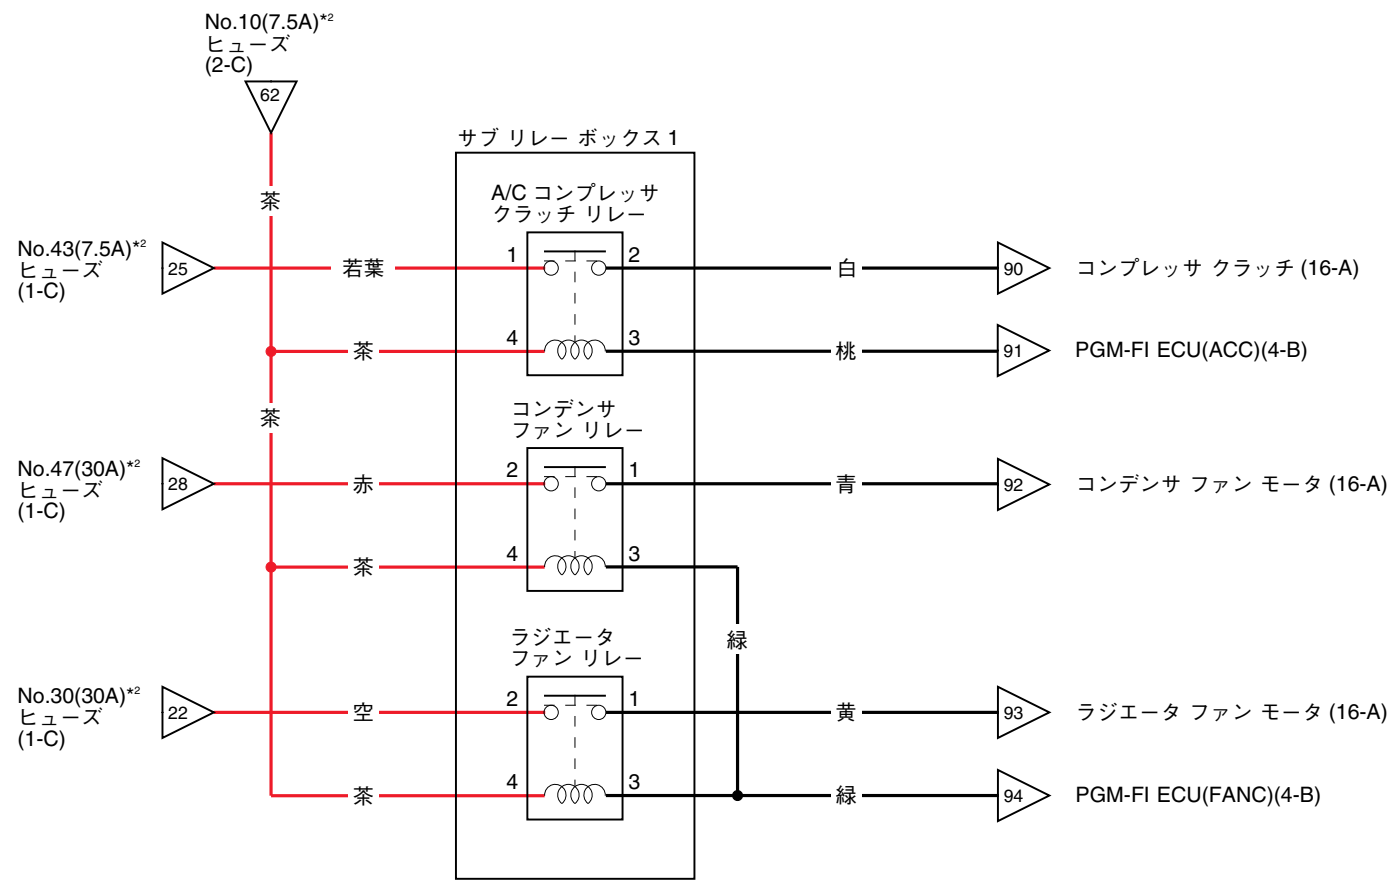 No.10(7.5A)*2
ヒューズ
(2-C)
62
茶
サブ リレー ボックス 1
A/C コンプレッサ
クラッチ リレー
No.43(7.5A)*2
ヒューズ
(1-C)
25
若葉
1
2
白
90
コンプレッサ クラッチ (16-A)
茶
4
3
桃
91
PGM-FI ECU(ACC)(4-B)
茶
コンデンサ
ファン リレー
No.47(30A)*2
ヒューズ
(1-C)
28
赤
2
1
青
92
コンデンサ ファン モータ (16-A)
茶
4
3
緑
ラジエータ
ファン リレー
No.30(30A)*2
ヒューズ
(1-C)
22
空
2
1
黄
93
ラジエータ ファン モータ (16-A)
茶
4
3
緑
94
PGM-FI ECU(FANC)(4-B)